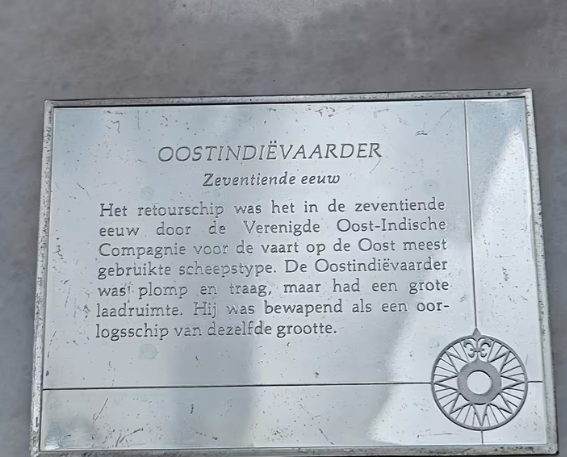 OOSTINDIËVAARDER
Zeventiende eeuw
Het retourschip was het in de zeventiende
eeuw door de Verenigde Oost-Indische
Compagnie voor de vaart op de Oost meest
gebruikte scheepstype. De Oostindiëvaarder
was plomp en traag, maar had een grote
laadruimte. Hij was bewapend als een oor-
logsschip van dezelfde grootte.